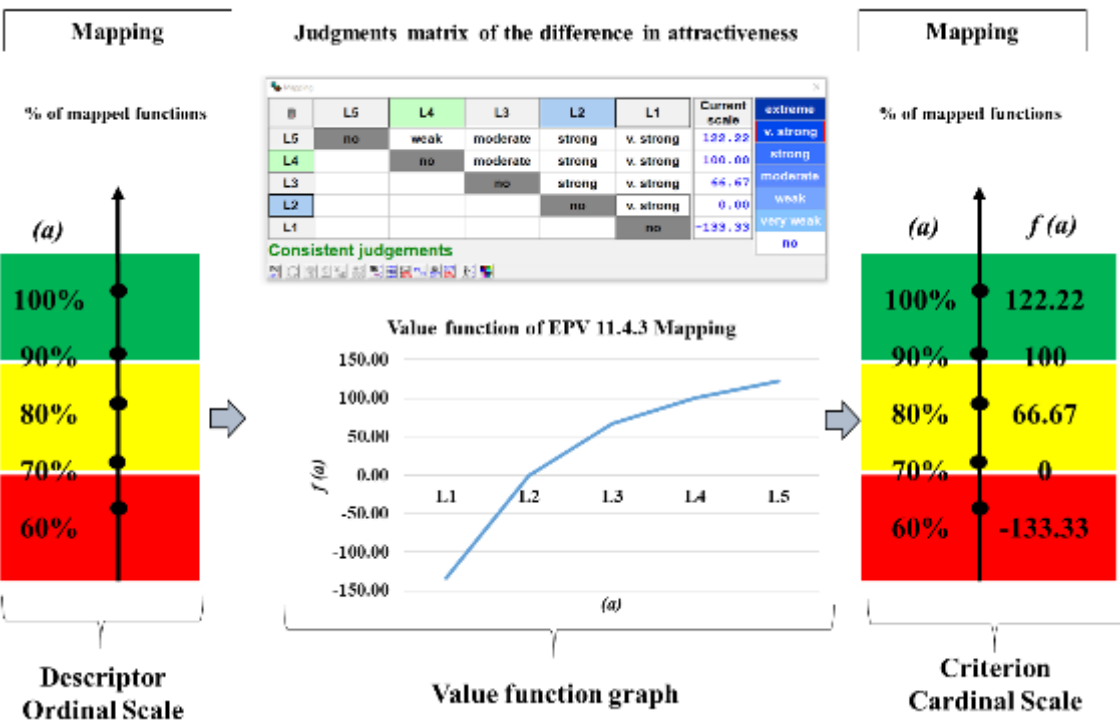 Mapping
Judgments matrix of the difference in attractiveness
Mapping
% of mapped functions
% of mapped functions
Mapping
L5 L4 L3 L2 L1 Current scale
L5 no weak moderate strong v. strong 122.22
L4 no moderate strong v. strong 100.00
L3 no strong v. strong 66.67
L2 no v. strong 0.00
L1 no -133.33
extreme
v. strong
strong
moderate
weak
very weak
no
Consistent judgements
(a)
100%
90%
80%
70%
60%
Value function of EPV 11.4.3 Mapping
150.00
100.00
50.00
0.00
-50.00
-100.00
-150.00
f (a)
L1 L2 L3 L4 L5
(a)
(a) f (a)
100% 122.22
90% 100
80% 66.67
70% 0
60% -133.33
Descriptor
Ordinal Scale
Value function graph
Criterion
Cardinal Scale